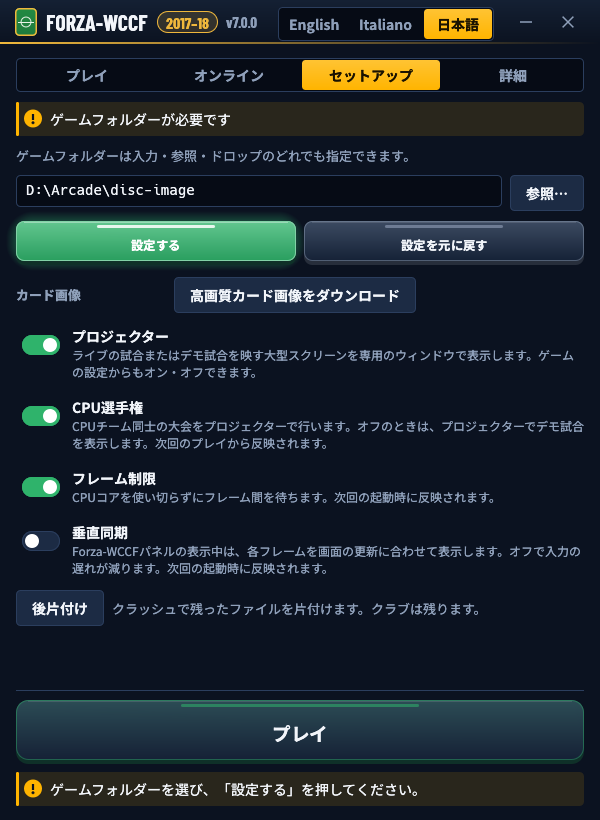 FORZA-WCCF 2017-18 v7.0.0 English Italiano 日本語
プレイ オンライン セットアップ 詳細
ゲームフォルダーが必要です
ゲームフォルダーは入力・参照・ドロップのどれでも指定できます。
D:\Arcade\disc-image 参照…
設定する 設定を元に戻す
カード画像 高画質カード画像をダウンロード
プロジェクター
ライブの試合またはデモ試合を映す大型スクリーンを専用のウィンドウで表示します。ゲーム
の設定からもオン・オフできます。
CPU選手権
CPUチーム同士の大会をプロジェクターで行います。オフのときは、プロジェクターでデモ試合
を表示します。次回のプレイから反映されます。
フレーム制限
CPUコアを使い切らずにフレーム間を待ちます。次回の起動時に反映されます。
垂直同期
Forza-WCCFパネルの表示中は、各フレームを画面の更新に合わせて表示します。オフで入力の
遅れが減ります。次回の起動時に反映されます。
後片付け クラッシュで残ったファイルを片付けます。クラブは残ります。
プレイ
ゲームフォルダーを選び、「設定する」を押してください。